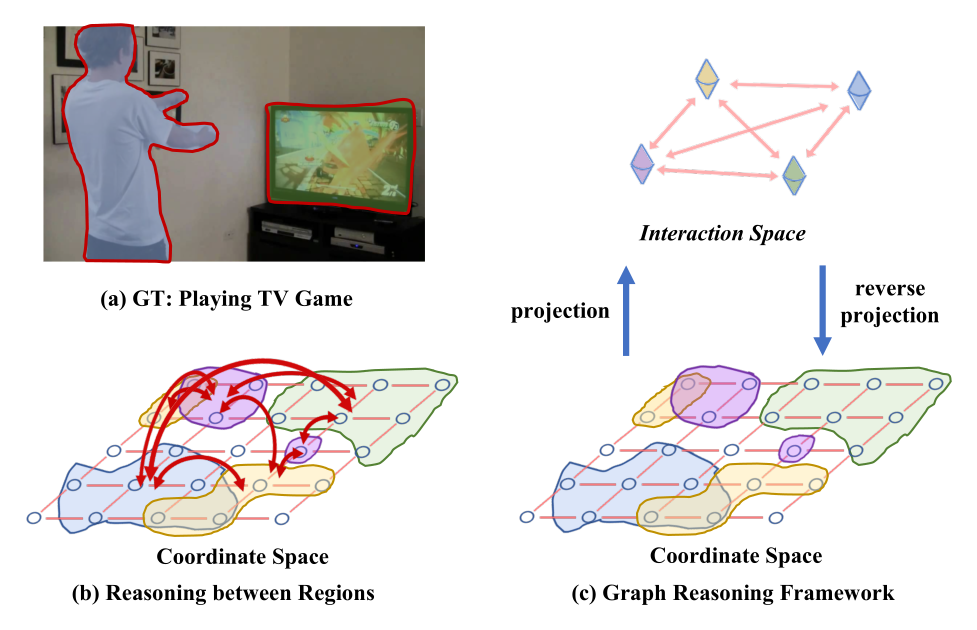 (a) GT: Playing TV Game
Coordinate Space
(b) Reasoning between Regions
Interaction Space
projection
reverse
projection
Coordinate Space
(c) Graph Reasoning Framework